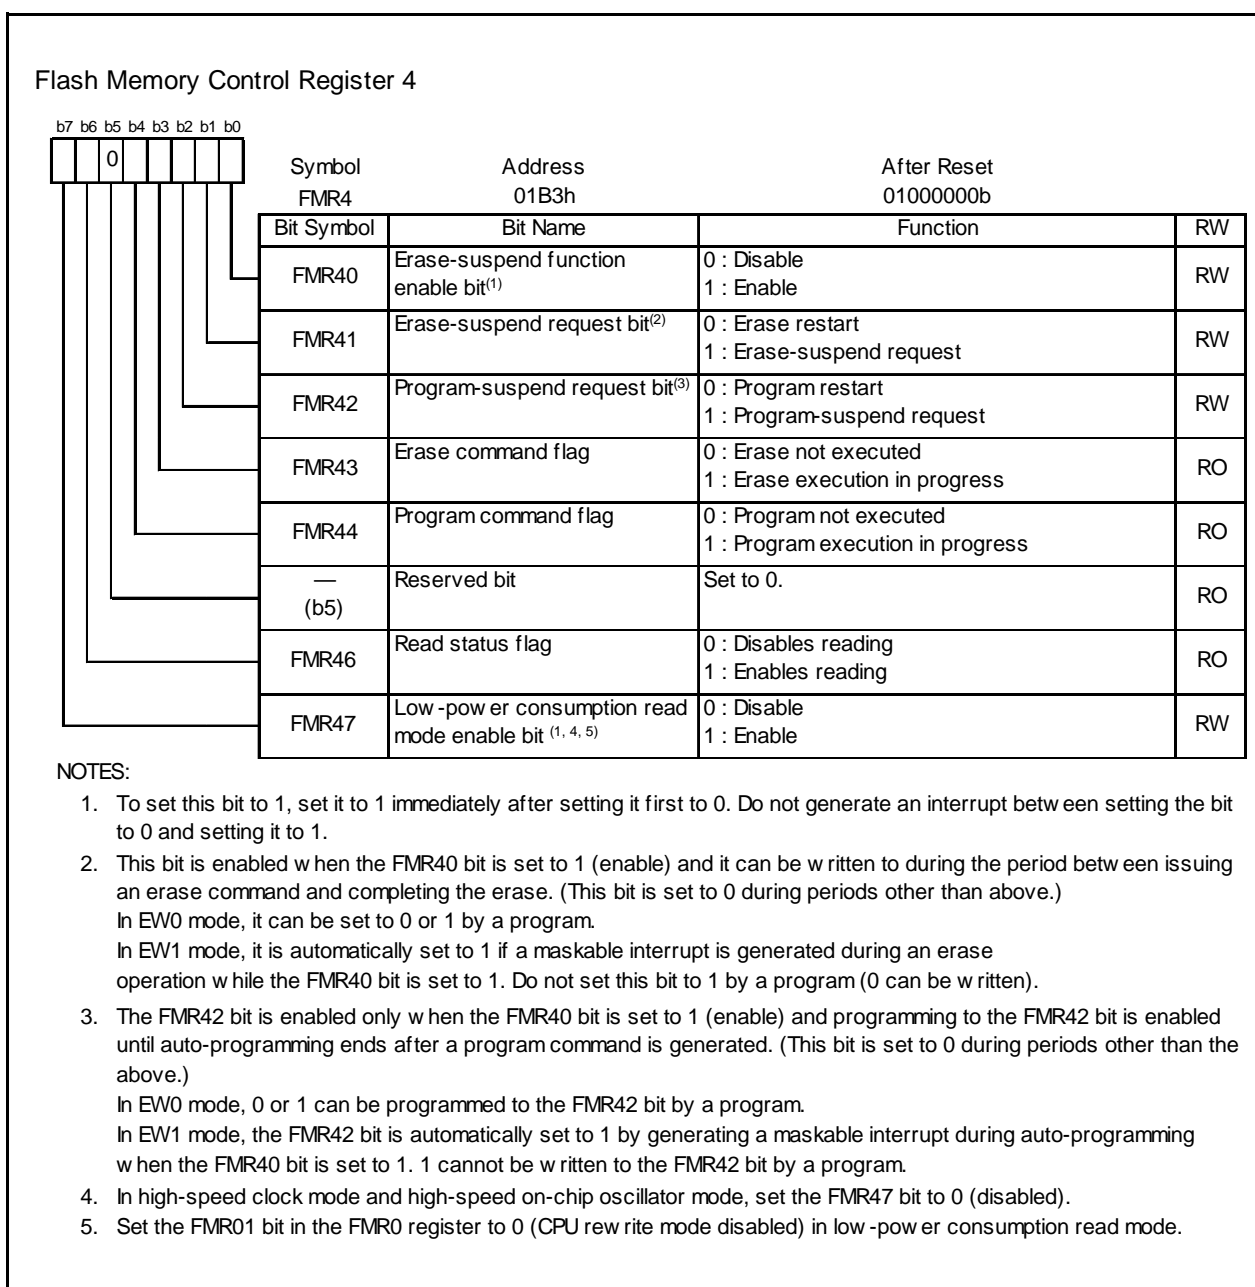 Flash Memory Control Register 4
b7 b6 b5 b4 b3 b2 b1 b0
0
Symbol Address After Reset
FMR4 01B3h 01000000b
Bit Symbol Bit Name Function RW
FMR40 Erase-suspend function enable bit(1) 0 : Disable RW
1 : Enable
FMR41 Erase-suspend request bit(2) 0 : Erase restart RW
1 : Erase-suspend request
FMR42 Program-suspend request bit(3) 0 : Program restart RW
1 : Program-suspend request
FMR43 Erase command flag 0 : Erase not executed RO
1 : Erase execution in progress
FMR44 Program command flag 0 : Program not executed RO
1 : Program execution in progress
— Reserved bit Set to 0. RO
(b5)
FMR46 Read status flag 0 : Disables reading RO
1 : Enables reading
FMR47 Low-power consumption read mode enable bit (1, 4, 5) 0 : Disable RW
1 : Enable
NOTES:
1. To set this bit to 1, set it to 1 immediately after setting it first to 0. Do not generate an interrupt between setting the bit
to 0 and setting it to 1.
2. This bit is enabled when the FMR40 bit is set to 1 (enable) and it can be written to during the period between issuing
an erase command and completing the erase. (This bit is set to 0 during periods other than above.)
In EW0 mode, it can be set to 0 or 1 by a program.
In EW1 mode, it is automatically set to 1 if a maskable interrupt is generated during an erase
operation while the FMR40 bit is set to 1. Do not set this bit to 1 by a program (0 can be written).
3. The FMR42 bit is enabled only when the FMR40 bit is set to 1 (enable) and programming to the FMR42 bit is enabled
until auto-programming ends after a program command is generated. (This bit is set to 0 during periods other than the
above.)
In EW0 mode, 0 or 1 can be programmed to the FMR42 bit by a program.
In EW1 mode, the FMR42 bit is automatically set to 1 by generating a maskable interrupt during auto-programming
when the FMR40 bit is set to 1. 1 cannot be written to the FMR42 bit by a program.
4. In high-speed clock mode and high-speed on-chip oscillator mode, set the FMR47 bit to 0 (disabled).
5. Set the FMR01 bit in the FMR0 register to 0 (CPU rewrite mode disabled) in low-power consumption read mode.